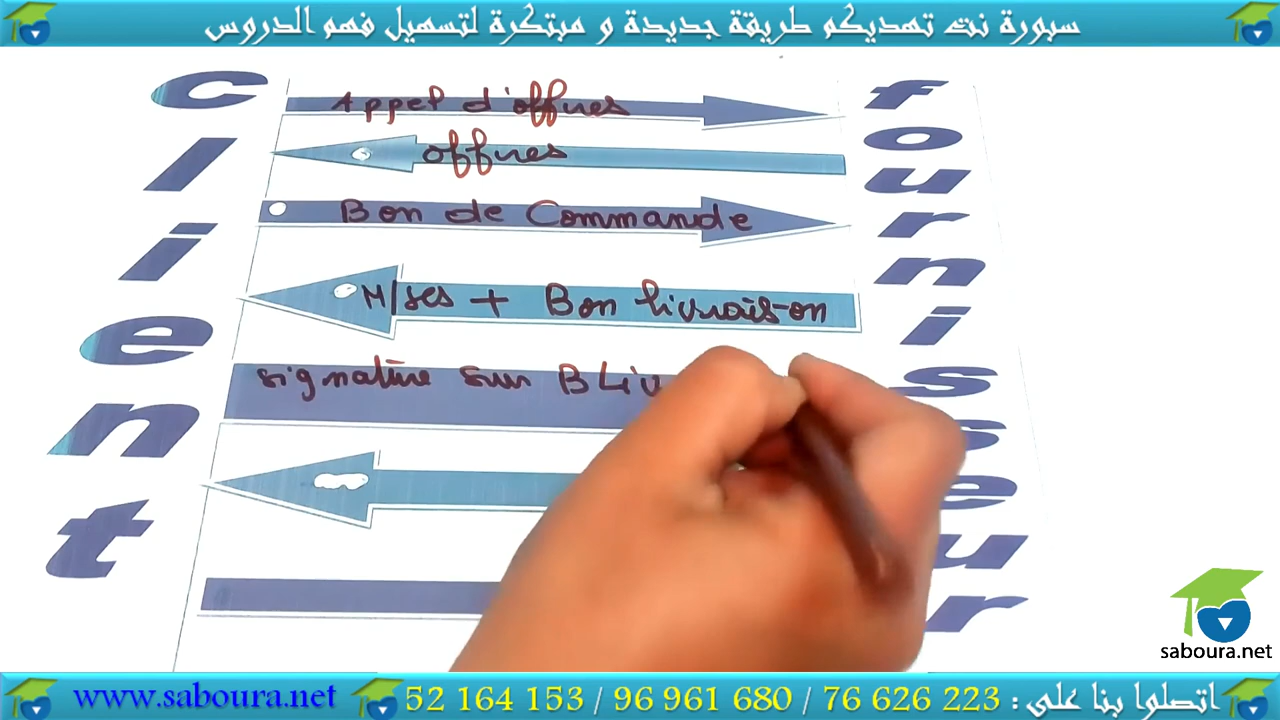 سبورة نت تهديكم طريقة جديدة و مبتكرة لتسهيل فهم الدروس
Client
fournisseur
Appel d'offres
offres
Bon de Commande
M/ses + Bon livraison
signature sur B Liv
saboura.net
www.saboura.net
52 164 153 / 96 961 680 / 76 626 223 : اتصلوا بنا على